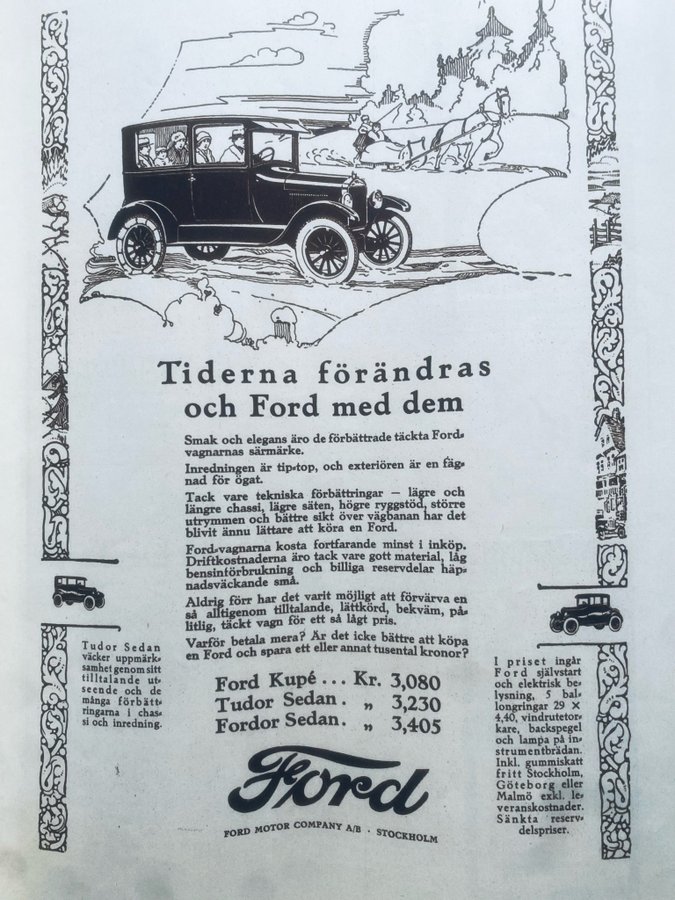 Tiderna förändras
och Ford med dem
Smak och elegans äro de förbättrade täckta Ford-
vagnarnas särmärke.
Inredningen är tip-top, och exteriören är en fäg-
nad för ögat.
Tack vare tekniska förbättringar — lägre och
längre chassi, lägre säten, högre ryggstöd, större
utrymmen och bättre sikt över vägbanan har det
blivit ännu lättare att köra en Ford.
Ford-vagnarna kosta fortfarande minst i inköp.
Driftkostnaderna äro tack vare gott material, låg
bensinförbrukning och billiga reservdelar häp-
nadsväckande små.
Aldrig förr har det varit möjligt att förvärva en
så alltigenom tilltalande, lättkörd, bekväm, på-
litlig, täckt vagn för ett så lågt pris.
Varför betala mera? Är det icke bättre att köpa
en Ford och spara ett eller annat tusental kronor?
Ford Kupé ... Kr. 3,080
Tudor Sedan . „ 3,230
Fordor Sedan . „ 3,405
Tudor Sedan
väcker uppmärk-
samhet genom sitt
tilltalande ut-
seende och de
många förbätt-
ringarna i chas-
si och inredning.
I priset ingår
Ford självstart
och elektrisk be-
lysning, 5 bal-
longringar 29 ×
4,40, vindrutetor-
kare, backspegel
och lampa på in-
strumentbrädan.
Inkl. gummiskatt
fritt Stockholm,
Göteborg eller
Malmö exkl. le-
veranskostnader.
Sänkta reserv-
delspriser.
Ford
FORD MOTOR COMPANY A/B · STOCKHOLM